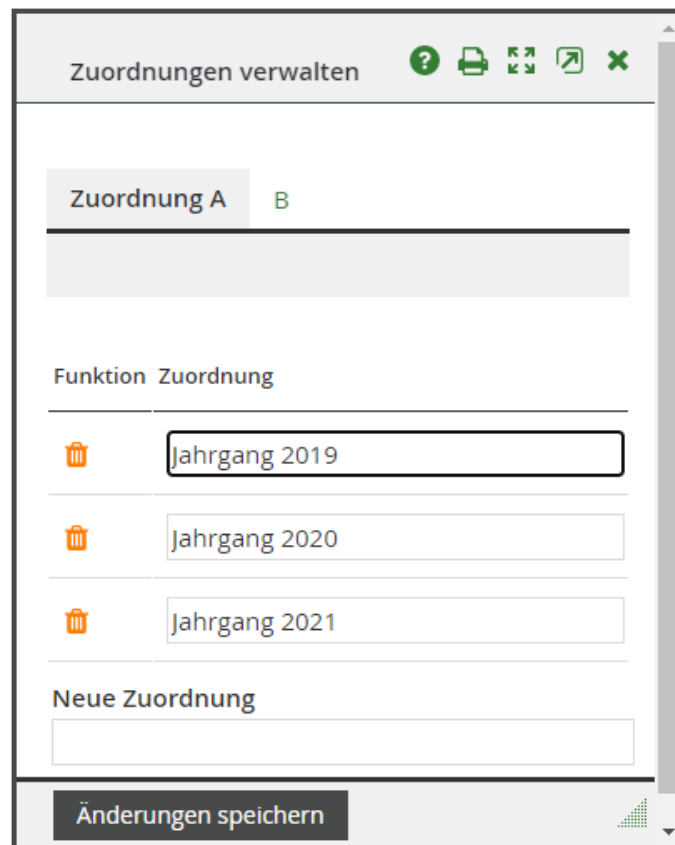 Zuordnungen verwalten
Zuordnung A B
Funktion Zuordnung
Jahrgang 2019
Jahrgang 2020
Jahrgang 2021
Neue Zuordnung
Änderungen speichern